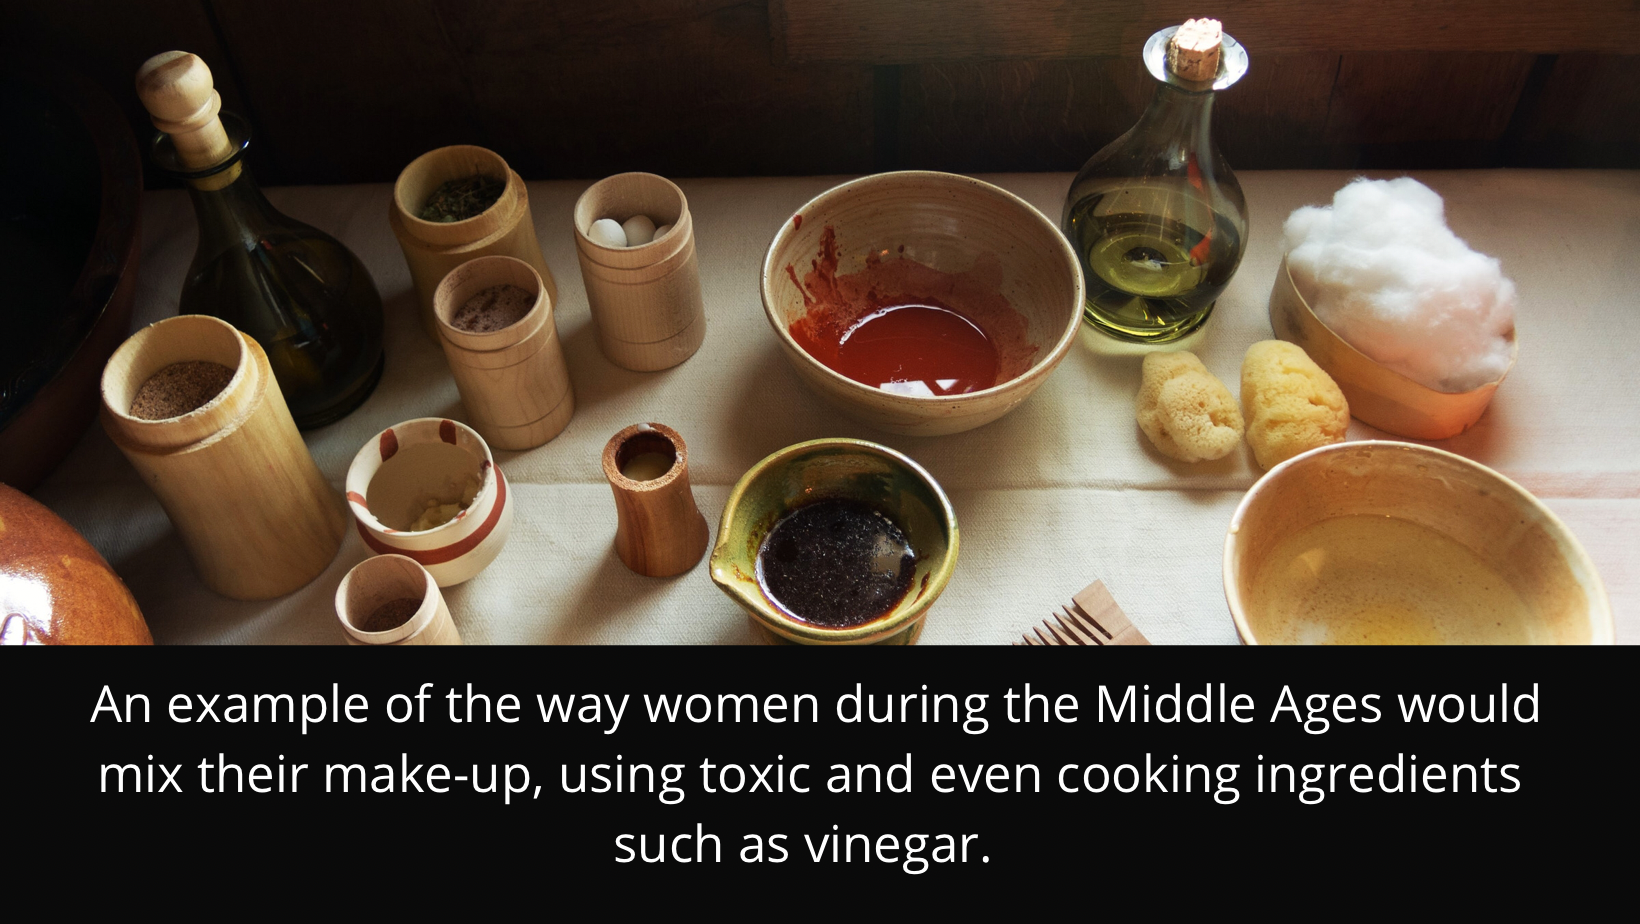 An example of the way women during the Middle Ages would
mix their make-up, using toxic and even cooking ingredients
such as vinegar.